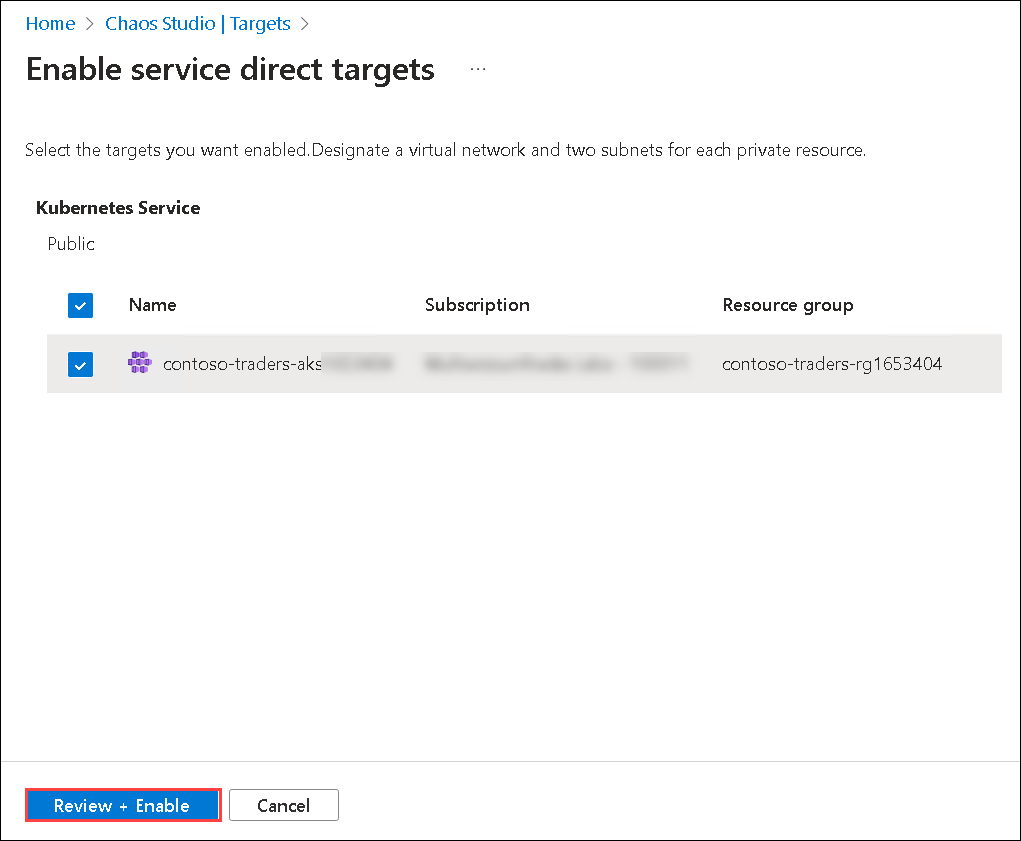 Home > Chaos Studio | Targets >
Enable service direct targets ...
Select the targets you want enabled.Designate a virtual network and two subnets for each private resource.
Kubernetes Service
Public
Name Subscription Resource group
contoso-traders-aks contoso-traders-rg1653404
Review + Enable Cancel